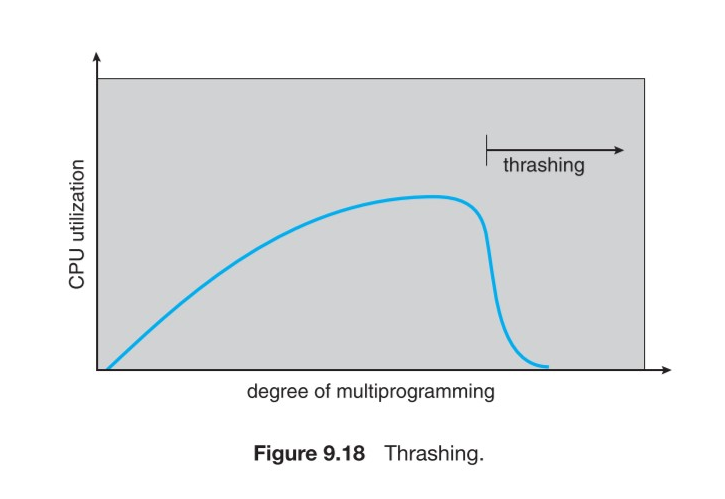 thrashing
CPU utilization
degree of multiprogramming
Figure 9.18 Thrashing.